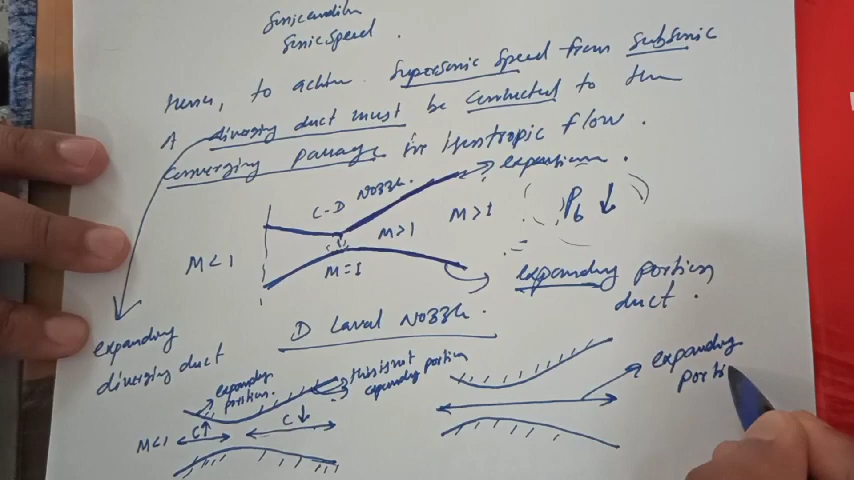 Sonic condition
Sonic speed.
Hence, to achieve Supersonic speed from subsonic
A diverging duct must be connected to the
converging passage in Isentropic flow.
expansion.
C-D Nozzle.
M>1
M>1
Pb ↓
M<1
M=1
expanding portion
duct.
D Laval Nozzle.
expanding
diverging duct
expanding
portion.
this is not
expanding portion
M<1
C↑
C↓
expanding
porti